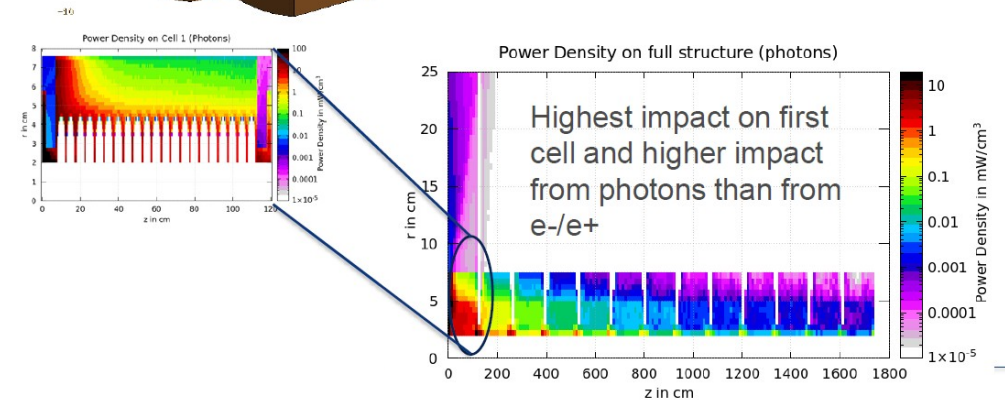 -10
Power Density on Cell 1 (Photons)
8
7
6
5
4
3
2
1
0
r in cm
0 20 40 60 80 100 120
z in cm
100
1
0.1
0.01
0.001
0.0001
1×10⁻⁵
Power Density in mW/cm³
Power Density on full structure (photons)
25
20
15
10
5
0
r in cm
Highest impact on first
cell and higher impact
from photons than from
e-/e+
0 200 400 600 800 1000 1200 1400 1600 1800
z in cm
10
1
0.1
0.01
0.001
0.0001
1×10⁻⁵
Power Density in mW/cm³